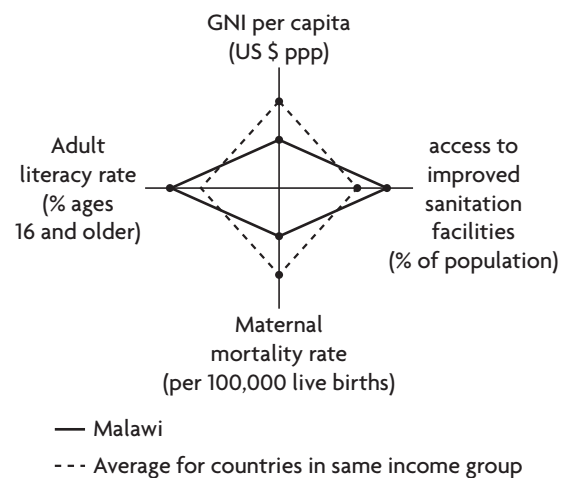 GNI per capita
(US $ ppp)
Adult
literacy rate
(% ages
16 and older)
access to
improved
sanitation
facilities
(% of population)
Maternal
mortality rate
(per 100,000 live births)
Malawi
Average for countries in same income group